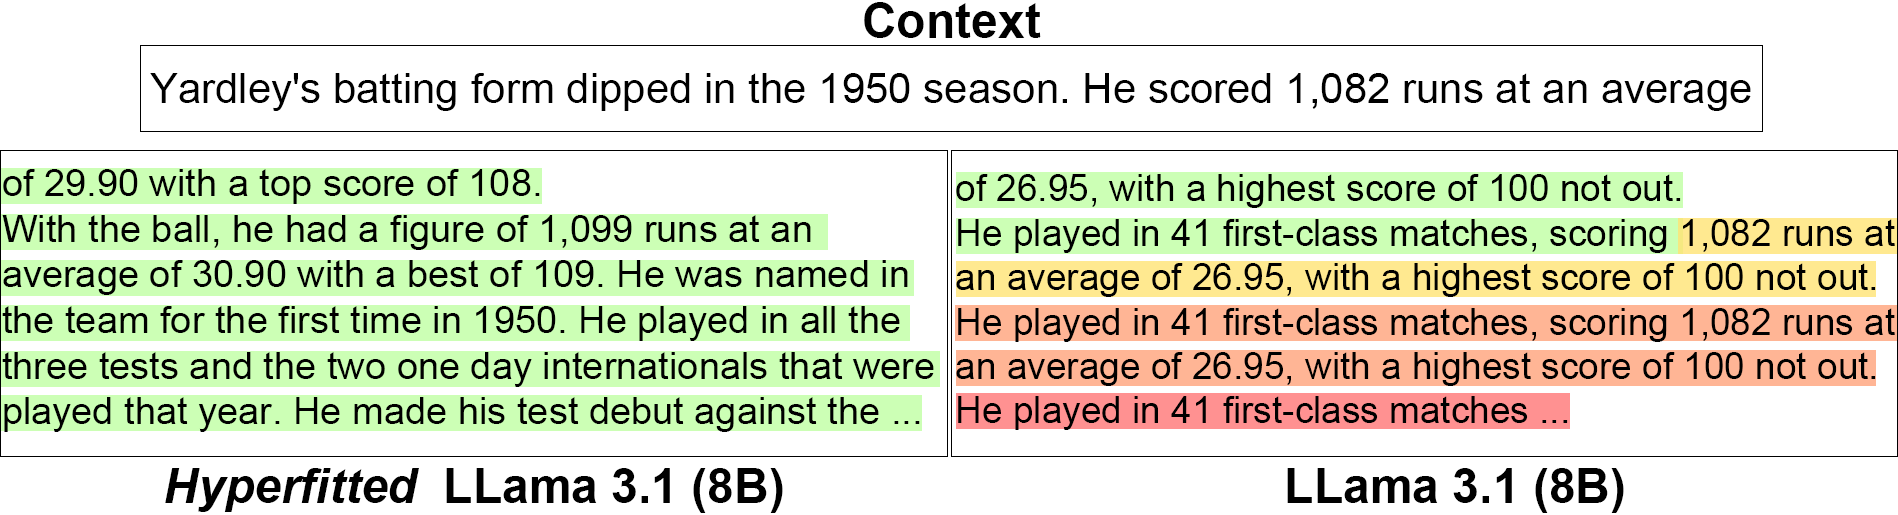 Context
Yardley's batting form dipped in the 1950 season. He scored 1,082 runs at an average
of 29.90 with a top score of 108.
With the ball, he had a figure of 1,099 runs at an
average of 30.90 with a best of 109. He was named in
the team for the first time in 1950. He played in all the
three tests and the two one day internationals that were
played that year. He made his test debut against the ...
Hyperfitted LLama 3.1 (8B)
of 26.95, with a highest score of 100 not out.
He played in 41 first-class matches, scoring 1,082 runs at
an average of 26.95, with a highest score of 100 not out.
He played in 41 first-class matches, scoring 1,082 runs at
an average of 26.95, with a highest score of 100 not out.
He played in 41 first-class matches ...
LLama 3.1 (8B)